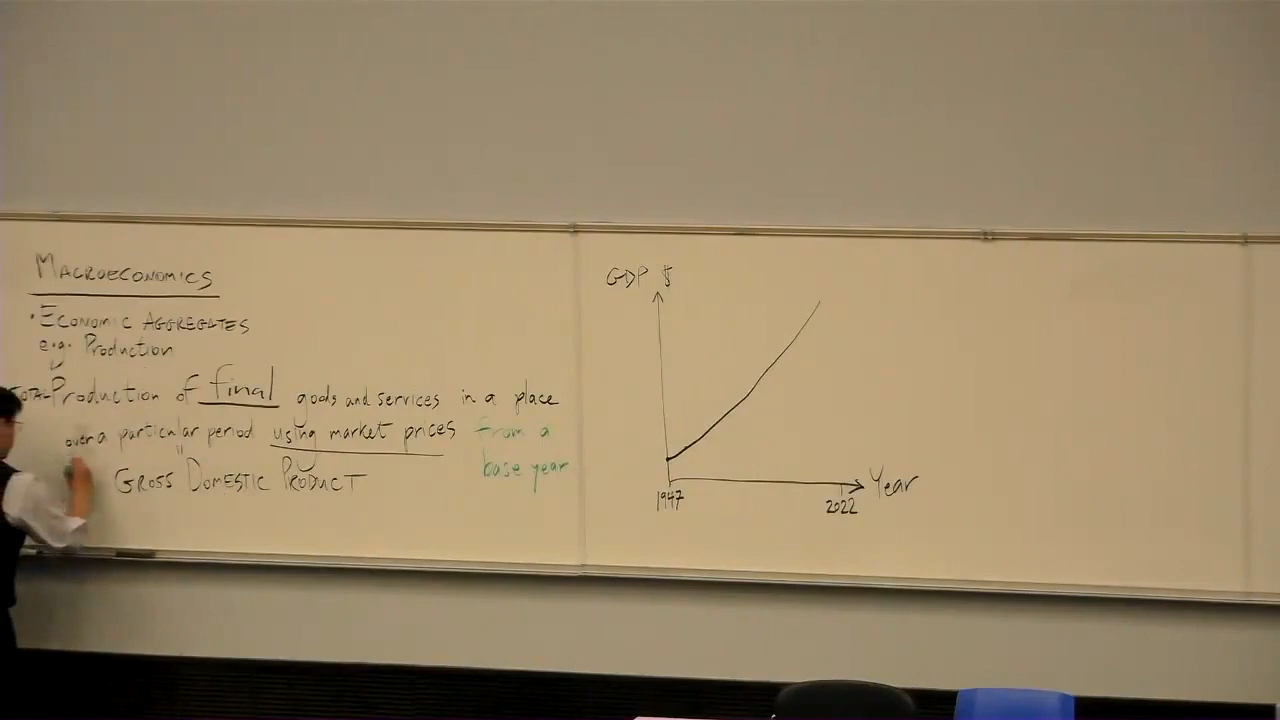 MACROECONOMICS
• ECONOMIC AGGREGATES
e.g. Production
TOTAL Production of final goods and services in a place
over a particular period using market prices from a
base year
"
GROSS DOMESTIC PRODUCT
GDP $
Year
1947
2022